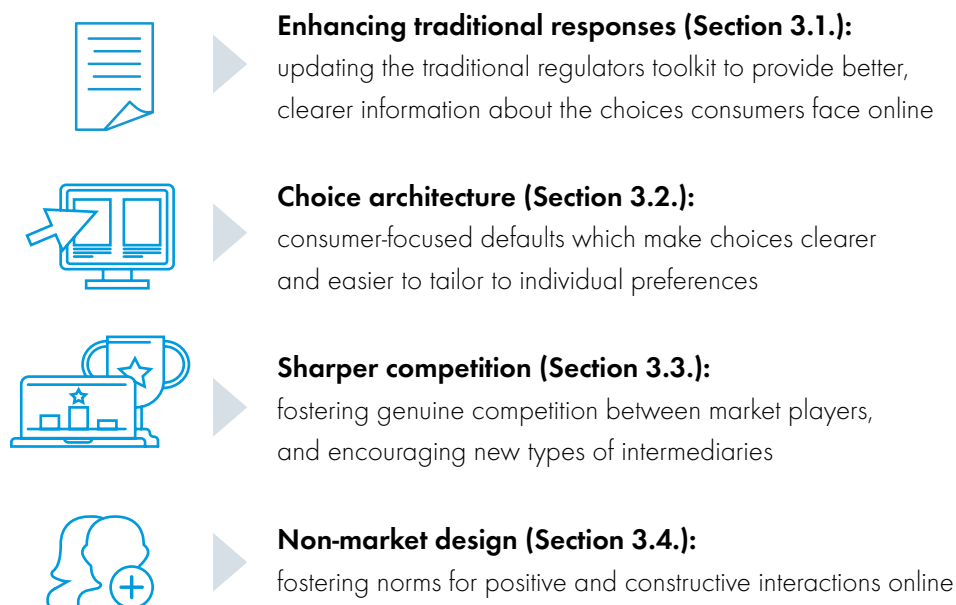 Enhancing traditional responses (Section 3.1.):
updating the traditional regulators toolkit to provide better,
clearer information about the choices consumers face online
Choice architecture (Section 3.2.):
consumer-focused defaults which make choices clearer
and easier to tailor to individual preferences
Sharper competition (Section 3.3.):
fostering genuine competition between market players,
and encouraging new types of intermediaries
Non-market design (Section 3.4.):
fostering norms for positive and constructive interactions online